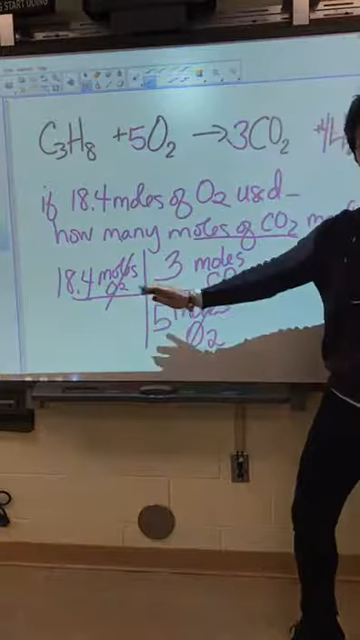 C₃H₈ +5O₂ → 3CO₂ +4H
if 18.4 moles of O₂ used
how many moles of CO₂
18.4 moles O₂ | 3 moles
5 moles O₂